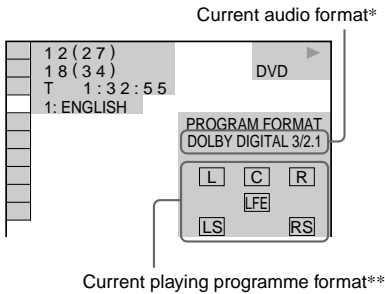 Current audio format*
12(27)
18(34)
T 1:32:55
1: ENGLISH
DVD
PROGRAM FORMAT
DOLBY DIGITAL 3/2.1
L C R
LFE
LS RS
Current playing programme format**